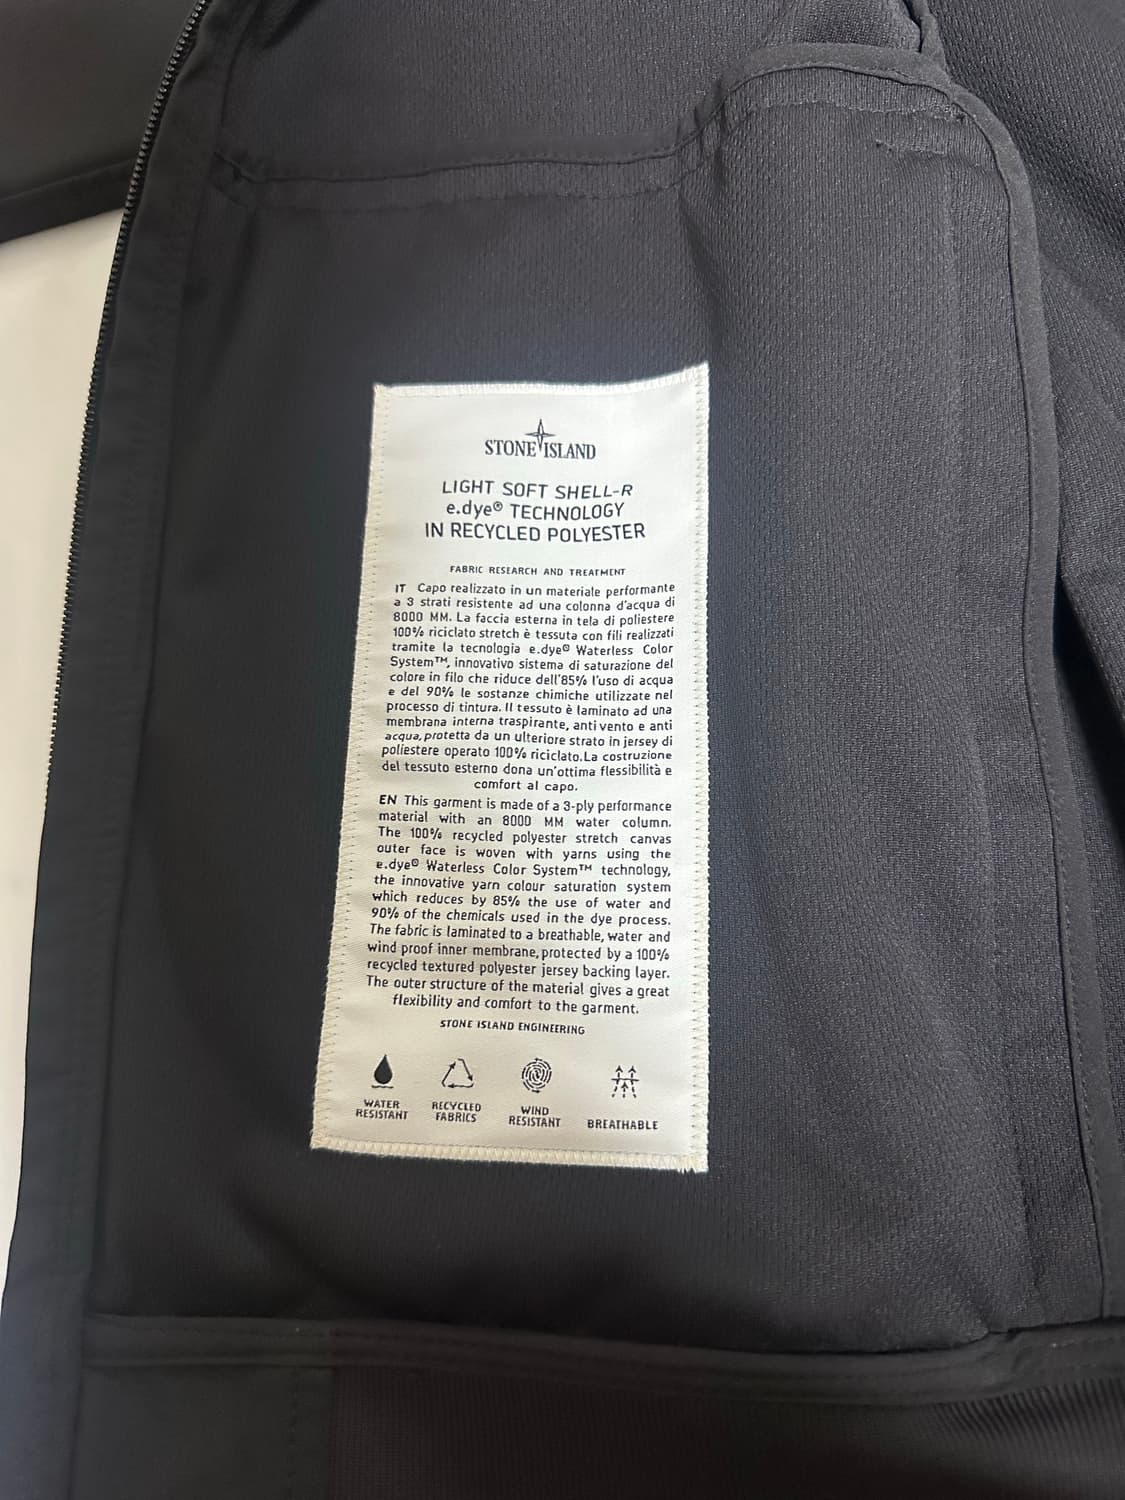 STONE ISLAND
LIGHT SOFT SHELL-R
e.dye® TECHNOLOGY
IN RECYCLED POLYESTER
FABRIC RESEARCH AND TREATMENT
IT Capo realizzato in un materiale performante
a 3 strati resistente ad una colonna d'acqua di
8000 MM. La faccia esterna in tela di poliestere
100% riciclato stretch è tessuta con fili realizzati
tramite la tecnologia e.dye® Waterless Color
System™, innovativo sistema di saturazione del
colore in filo che riduce dell'85% l'uso di acqua
e del 90% le sostanze chimiche utilizzate nel
processo di tintura. Il tessuto è laminato ad una
membrana interna traspirante, anti vento e anti
acqua, protetta da un ulteriore strato in jersey di
poliestere operato 100% riciclato. La costruzione
del tessuto esterno dona un'ottima flessibilità e
comfort al capo.
EN This garment is made of a 3-ply performance
material with an 8000 MM water column.
The 100% recycled polyester stretch canvas
outer face is woven with yarns using the
e.dye® Waterless Color System™ technology,
the innovative yarn colour saturation system
which reduces by 85% the use of water and
90% of the chemicals used in the dye process.
The fabric is laminated to a breathable, water and
wind proof inner membrane, protected by a 100%
recycled textured polyester jersey backing layer.
The outer structure of the material gives a great
flexibility and comfort to the garment.
STONE ISLAND ENGINEERING
WATER
RESISTANT
RECYCLED
FABRICS
WIND
RESISTANT
BREATHABLE